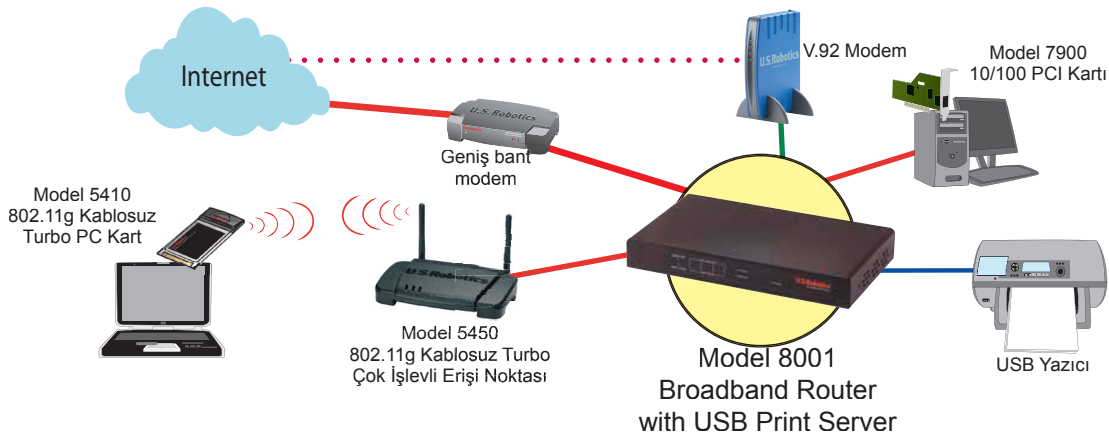 Internet
U.S.Robotics
V.92 Modem
Model 7900
10/100 PCI Kartı
U.S.Robotics
Geniş bant
modem
Model 5410
802.11g Kablosuz
Turbo PC Kart
U.S.Robotics
Model 5450
802.11g Kablosuz Turbo
Çok İşlevli Erişi Noktası
Model 8001
Broadband Router
with USB Print Server
USB Yazıcı